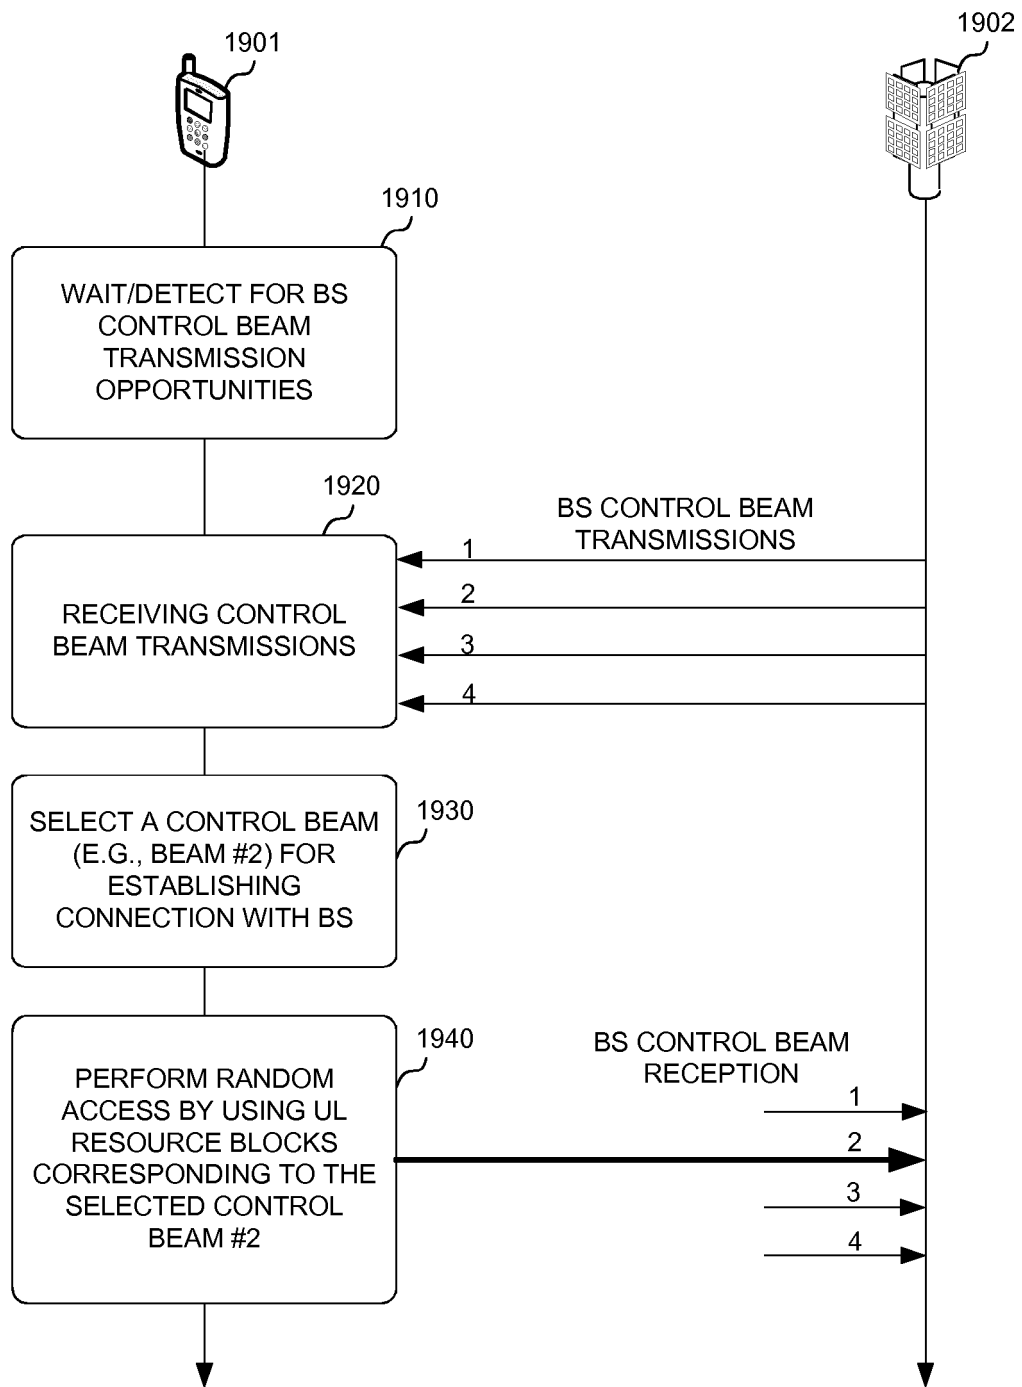 1901
1902
1910
WAIT/DETECT FOR BS
CONTROL BEAM
TRANSMISSION
OPPORTUNITIES
1920
RECEIVING CONTROL
BEAM TRANSMISSIONS
BS CONTROL BEAM
TRANSMISSIONS
1
2
3
4
1930
SELECT A CONTROL BEAM
(E.G., BEAM #2) FOR
ESTABLISHING
CONNECTION WITH BS
1940
PERFORM RANDOM
ACCESS BY USING UL
RESOURCE BLOCKS
CORRESPONDING TO THE
SELECTED CONTROL
BEAM #2
BS CONTROL BEAM
RECEPTION
1
2
3
4